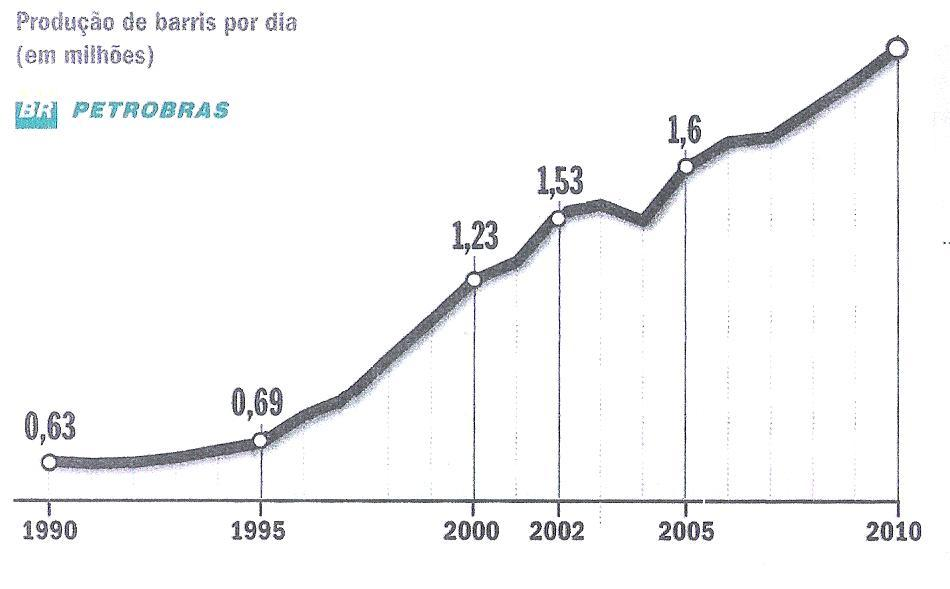 Produção de barris por dia
(em milhões)
BR PETROBRAS
1,6
1,53
1,23
0,69
0,63
1990 1995 2000 2002 2005 2010